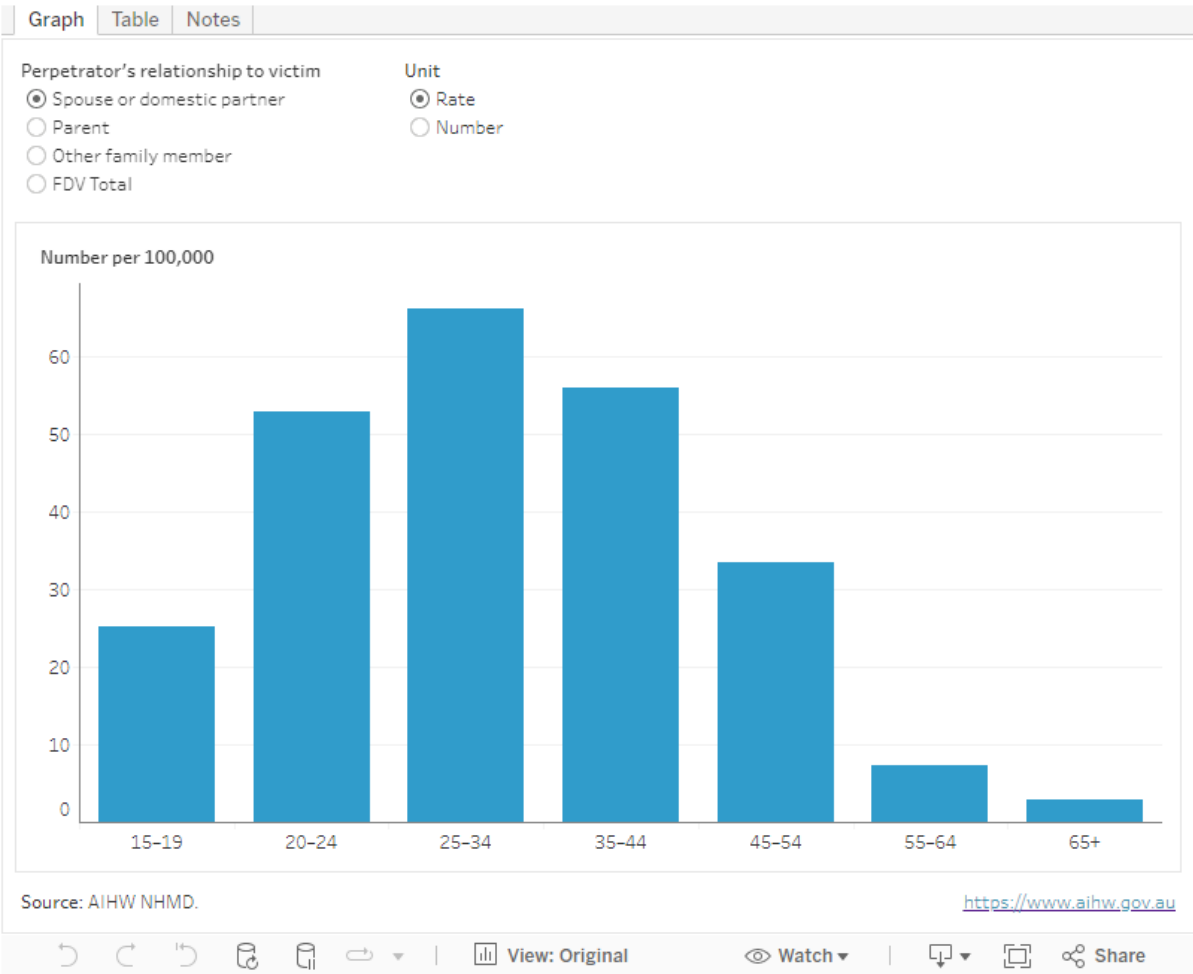 Graph Table Notes
Perpetrator's relationship to victim
Unit
Spouse or domestic partner
Rate
Parent
Number
Other family member
FDV Total
Number per 100,000
60
50
40
30
20
10
0
15–19 20–24 25–34 35–44 45–54 55–64 65+
Source: AIHW NHMD.
https://www.aihw.gov.au
View: Original
Watch
Share